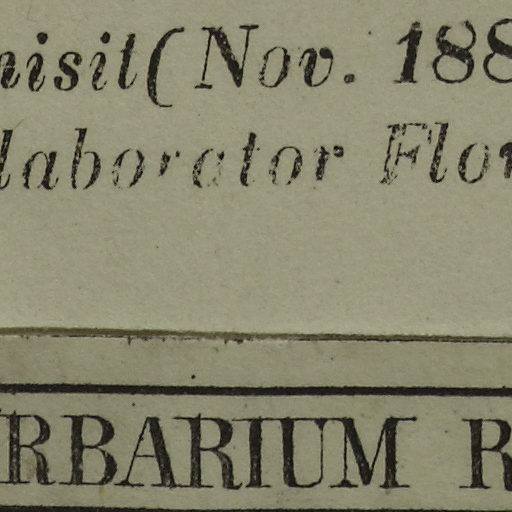 misit (Nov. 188
laborator Flor
RBARIUM R